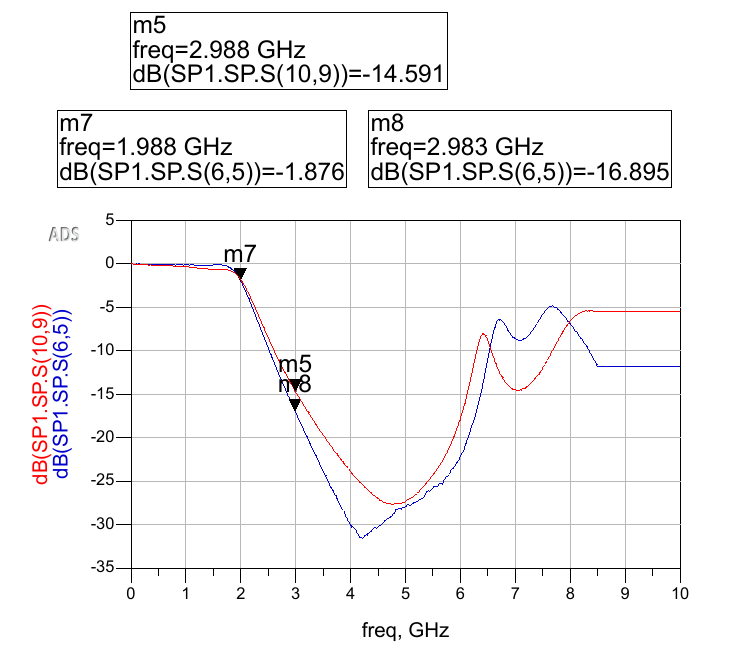 m5
freq=2.988 GHz
dB(SP1.SP.S(10,9))=-14.591
m7
freq=1.988 GHz
dB(SP1.SP.S(6,5))=-1.876
m8
freq=2.983 GHz
dB(SP1.SP.S(6,5))=-16.895
ADS
dB(SP1.SP.S(10,9))
dB(SP1.SP.S(6,5))
5
0
-5
-10
-15
-20
-25
-30
-35
m7
m5
m8
0 1 2 3 4 5 6 7 8 9 10
freq, GHz